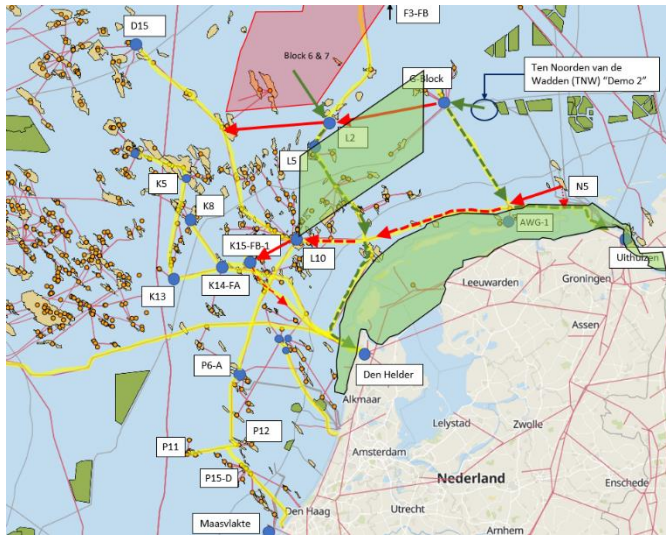 F3-FB
D15
Block 6 & 7
G-Block
Ten Noorden van de
Wadden (TNW) "Demo 2"
L2
L5
K5
N5
K8
AWG-1
K15-FB-1
L10
Uithuizen
K14-FA
K13
Leeuwarden
Groningen
Assen
P6-A
Den Helder
Alkmaar
P12
Lelystad
Zwolle
P11
Amsterdam
P15-D
Nederland
Enschede
Den Haag
Utrecht
Maasvlakte
Arnhem